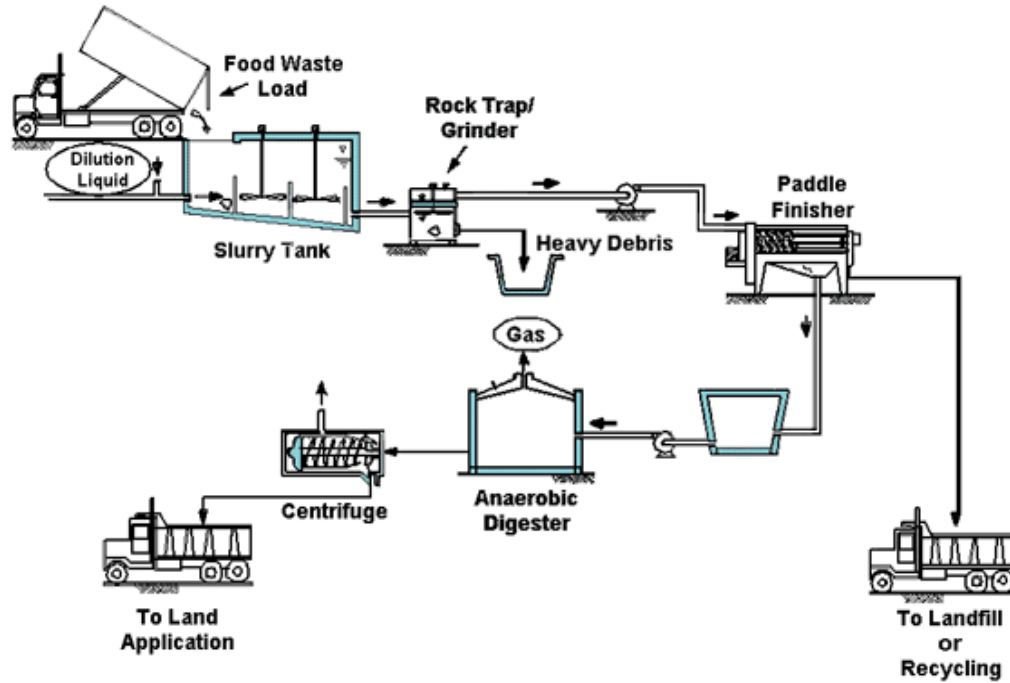 Food Waste
Load
Rock Trap/
Grinder
Dilution
Liquid
Paddle
Finisher
Slurry Tank
Heavy Debris
Gas
Centrifuge
Anaerobic
Digester
To Land
Application
To Landfill
or
Recycling